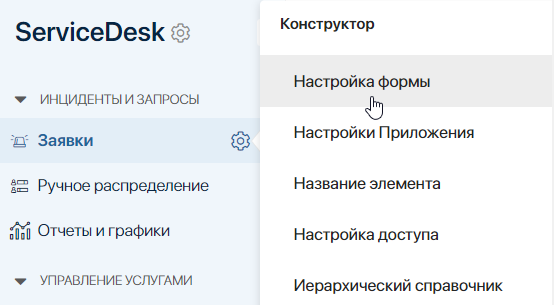 ServiceDesk
ИНЦИДЕНТЫ И ЗАПРОСЫ
Заявки
Ручное распределение
Отчеты и графики
УПРАВЛЕНИЕ УСЛУГАМИ
Конструктор
Настройка формы
Настройки Приложения
Название элемента
Настройка доступа
Иерархический справочник